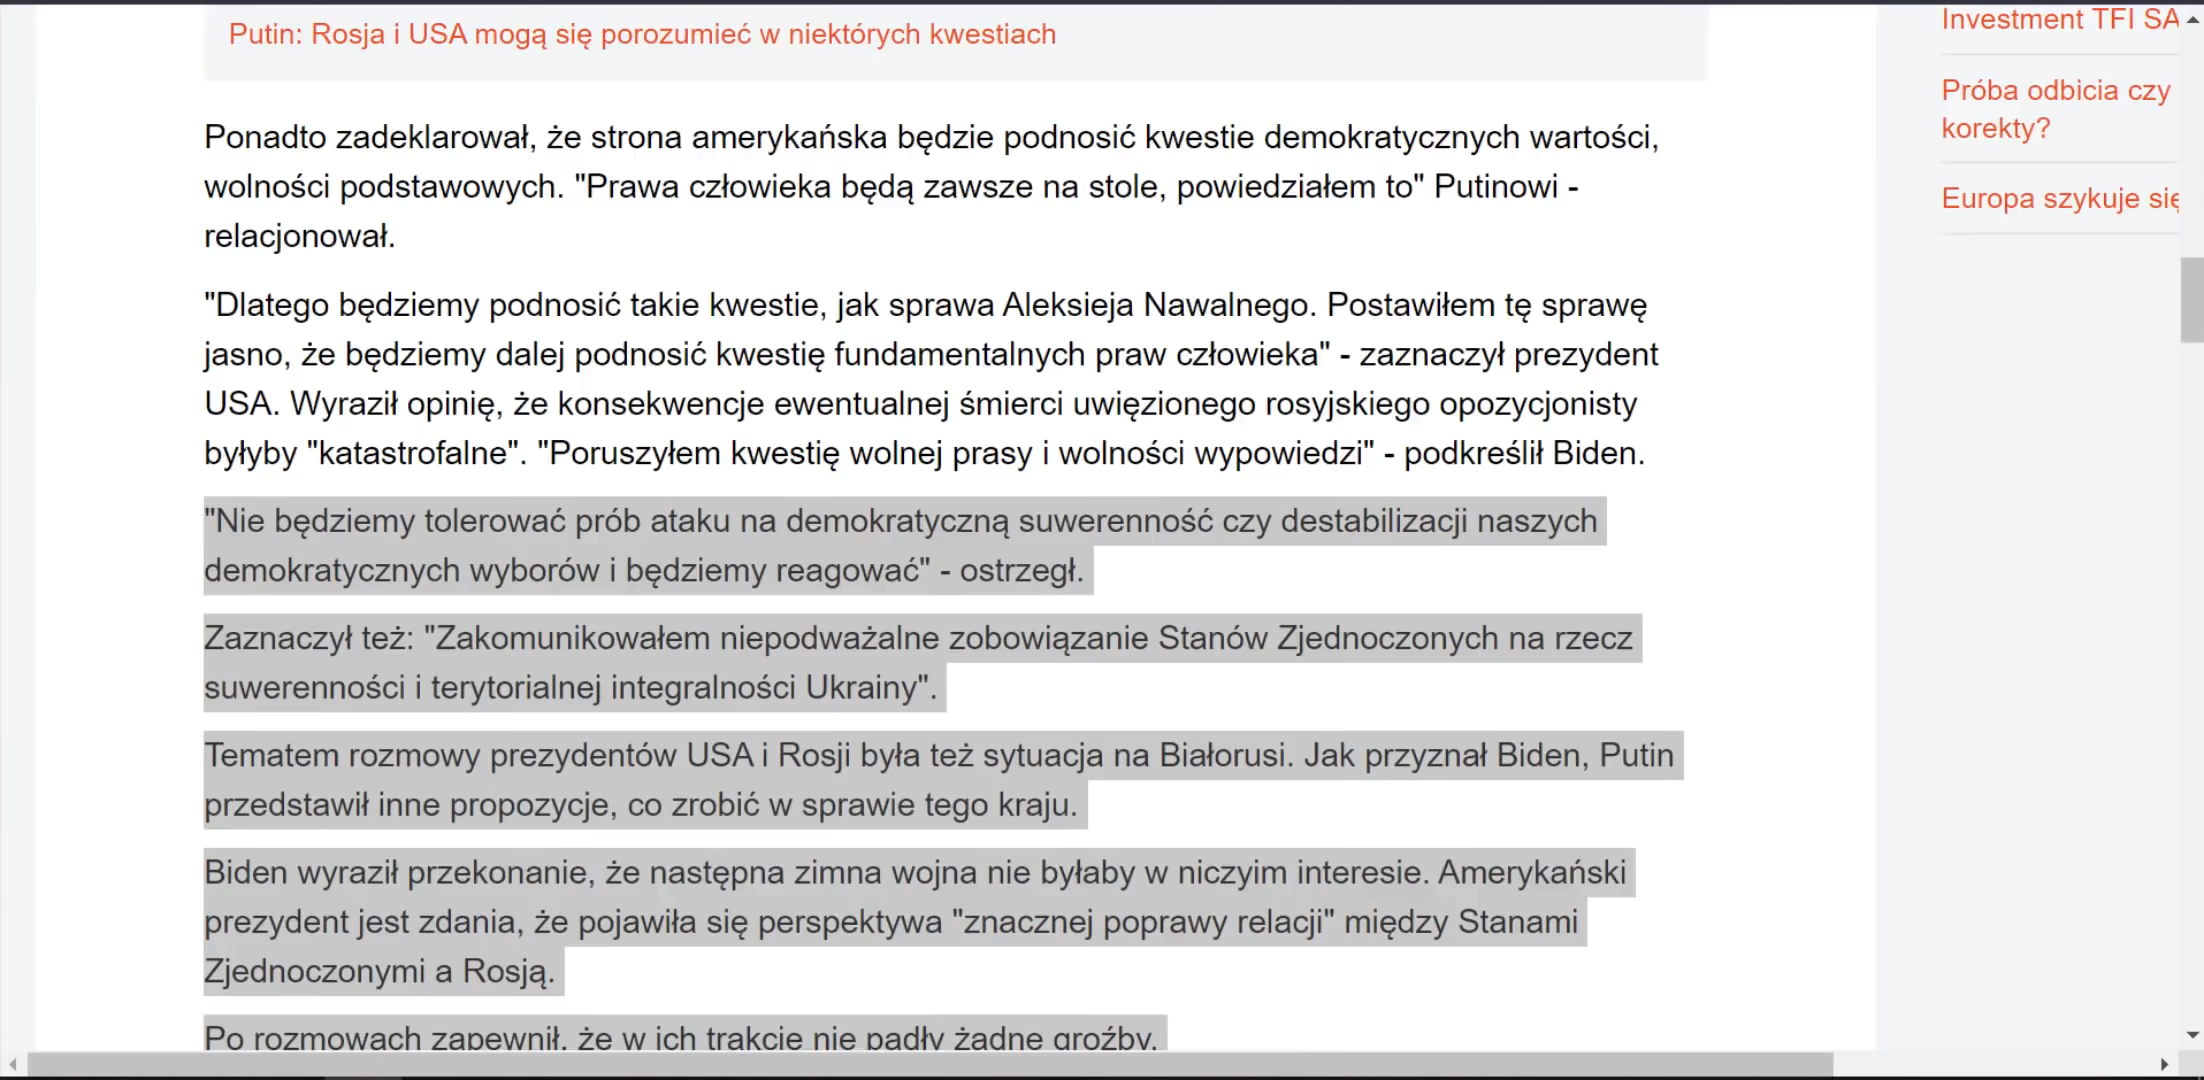 Putin: Rosja i USA mogą się porozumieć w niektórych kwestiach
Ponadto zadeklarował, że strona amerykańska będzie podnosić kwestie demokratycznych wartości,
wolności podstawowych. "Prawa człowieka będą zawsze na stole, powiedziałem to" Putinowi -
relacjonował.
"Dlatego będziemy podnosić takie kwestie, jak sprawa Aleksieja Nawalnego. Postawiłem tę sprawę
jasno, że będziemy dalej podnosić kwestię fundamentalnych praw człowieka" - zaznaczył prezydent
USA. Wyraził opinię, że konsekwencje ewentualnej śmierci uwięzionego rosyjskiego opozycjonisty
byłyby "katastrofalne". "Poruszyłem kwestię wolnej prasy i wolności wypowiedzi" - podkreślił Biden.
"Nie będziemy tolerować prób ataku na demokratyczną suwerenność czy destabilizacji naszych
demokratycznych wyborów i będziemy reagować" - ostrzegł.
Zaznaczył też: "Zakomunikowałem niepodważalne zobowiązanie Stanów Zjednoczonych na rzecz
suwerenności i terytorialnej integralności Ukrainy".
Tematem rozmowy prezydentów USA i Rosji była też sytuacja na Białorusi. Jak przyznał Biden, Putin
przedstawił inne propozycje, co zrobić w sprawie tego kraju.
Biden wyraził przekonanie, że następna zimna wojna nie byłaby w niczyim interesie. Amerykański
prezydent jest zdania, że pojawiła się perspektywa "znacznej poprawy relacji" między Stanami
Zjednoczonymi a Rosją.
Po rozmowach zapewnił, że w ich trakcie nie padły żadne groźby.
Investment TFI SA
Próba odbicia czy
korekty?
Europa szykuje się